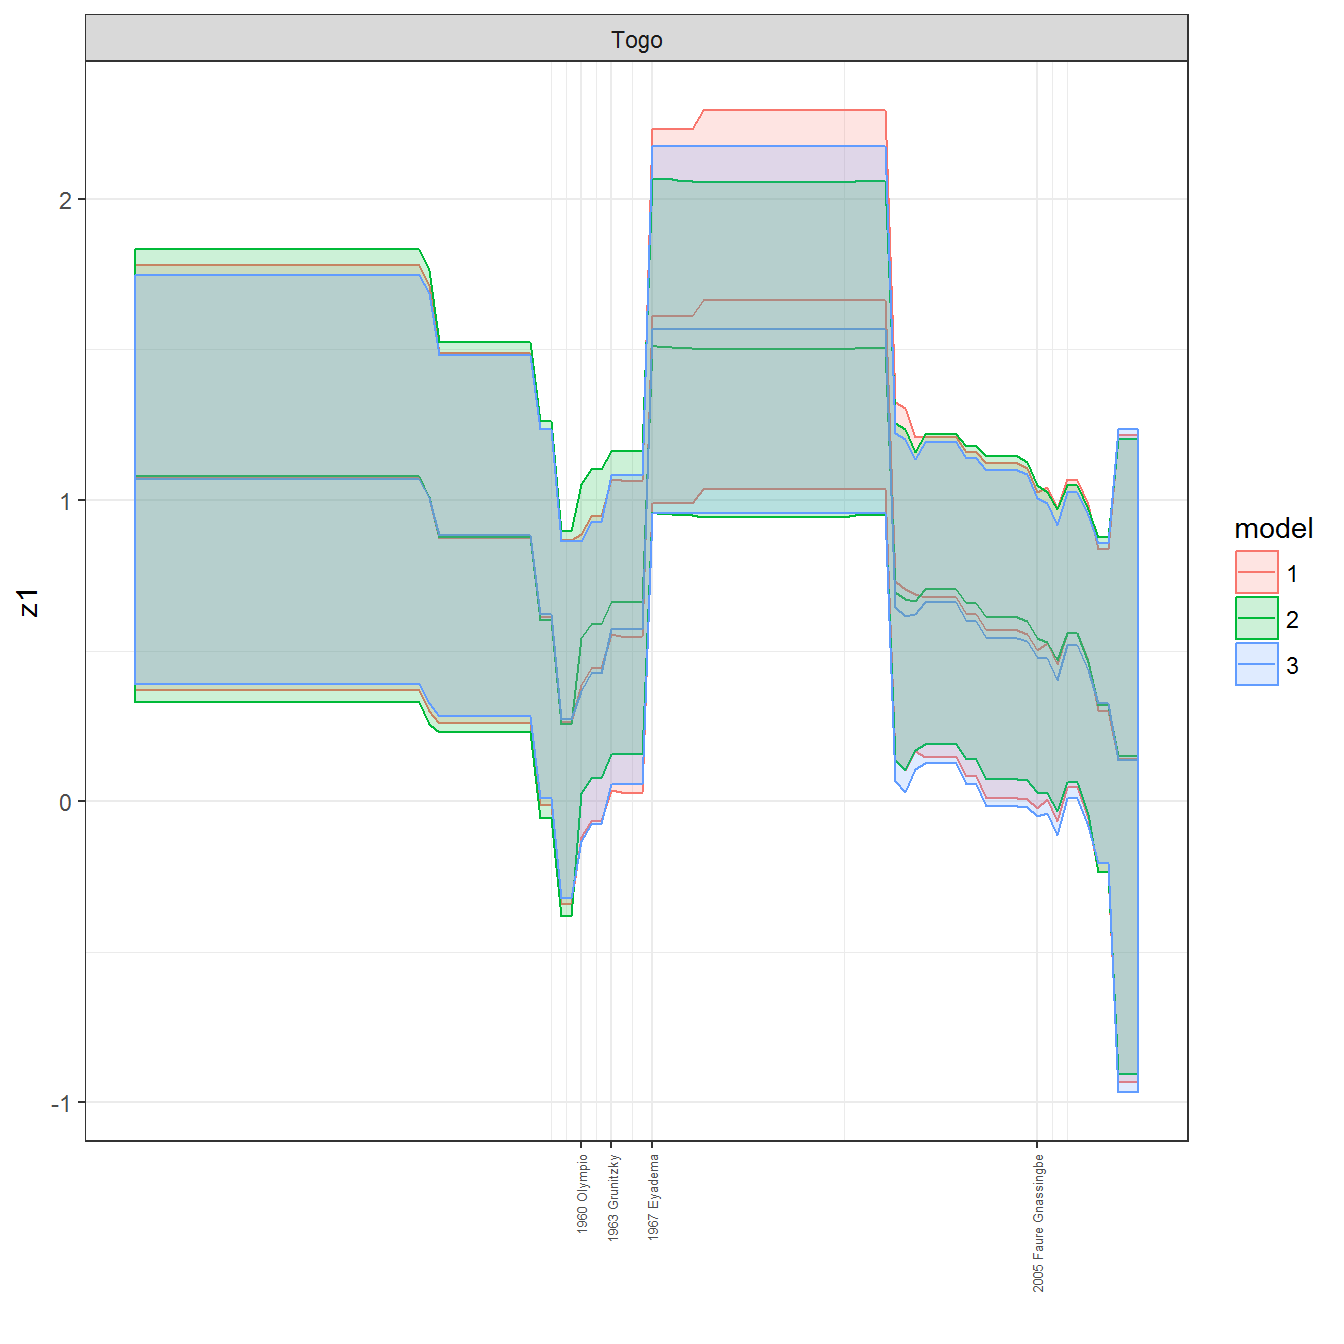 Togo
2
1
0
-1
z1
1960 Olympio
1963 Grunitzky
1967 Eyadema
2005 Faure Gnassingbe
model
1
2
3